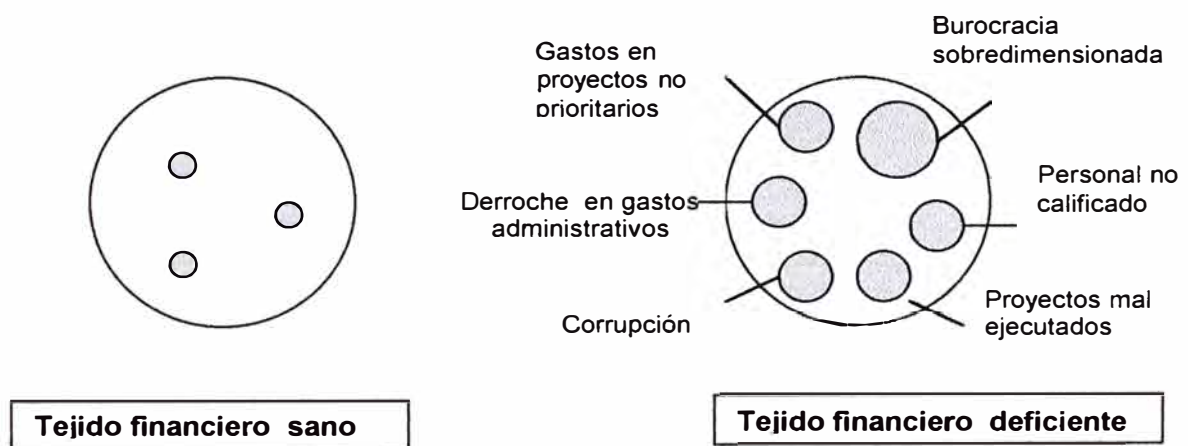 Gastos en
proyectos no
prioritarios
Burocracia
sobredimensionada
Derroche en gastos
administrativos
Personal no
calificado
Corrupción
Proyectos mal
ejecutados
Tejido financiero sano
Tejido financiero deficiente